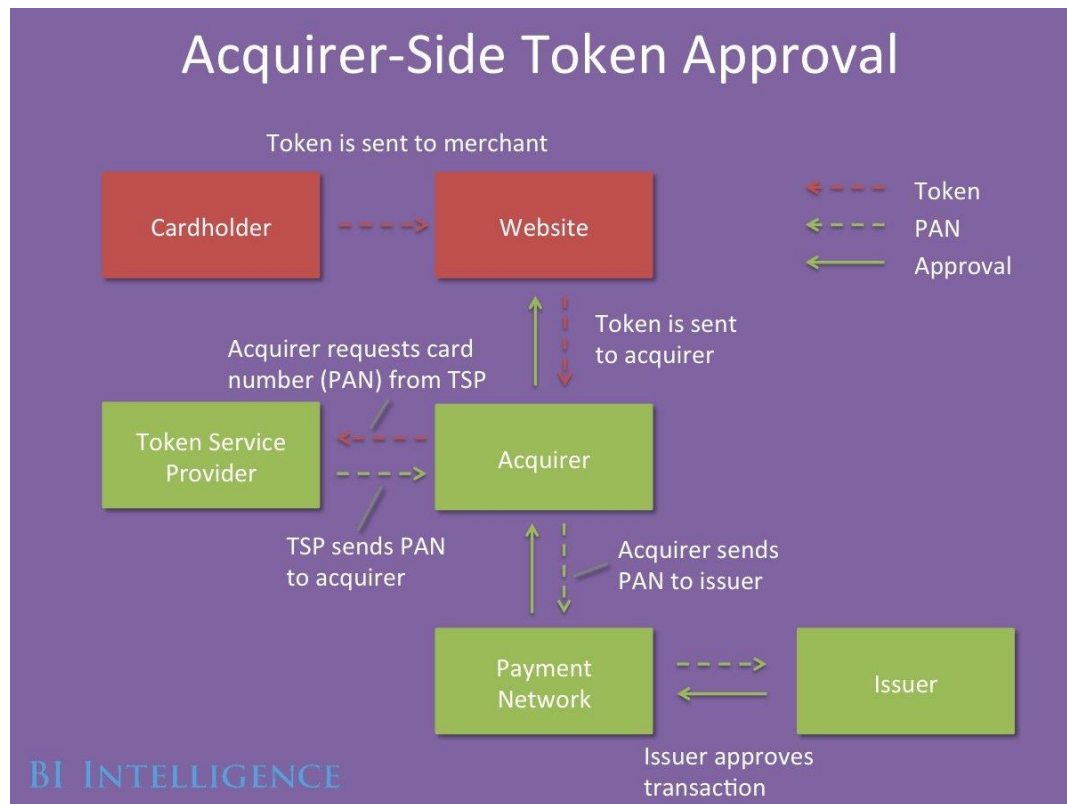 Acquirer-Side Token Approval
Token is sent to merchant
Cardholder
Website
Token
PAN
Approval
Token is sent
to acquirer
Acquirer requests card
number (PAN) from TSP
Token Service
Provider
Acquirer
TSP sends PAN
to acquirer
Acquirer sends
PAN to issuer
Payment
Network
Issuer
Issuer approves
transaction
BI INTELLIGENCE